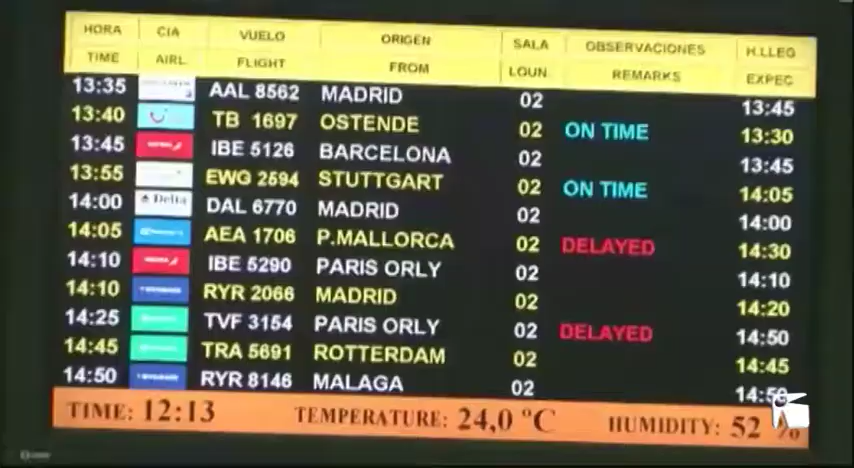 HORA CIA VUELO ORIGEN SALA OBSERVACIONES H.LLEG
TIME AIRL FLIGHT FROM LOUN. REMARKS EXPEC
13:35 AAL 8562 MADRID 02 13:45
13:40 TB 1697 OSTENDE 02 ON TIME 13:30
13:45 IBE 5126 BARCELONA 02 13:45
13:55 EWG 2594 STUTTGART 02 ON TIME 14:05
14:00 Delta DAL 6770 MADRID 02 14:00
14:05 AEA 1706 P.MALLORCA 02 DELAYED 14:30
14:10 IBE 5290 PARIS ORLY 02 14:10
14:10 RYR 2066 MADRID 02 14:20
14:25 TVF 3154 PARIS ORLY 02 DELAYED 14:50
14:45 TRA 5691 ROTTERDAM 02 14:45
14:50 RYR 8146 MALAGA 02
TIME: 12:13 TEMPERATURE: 24,0 °C HUMIDITY: 52 %